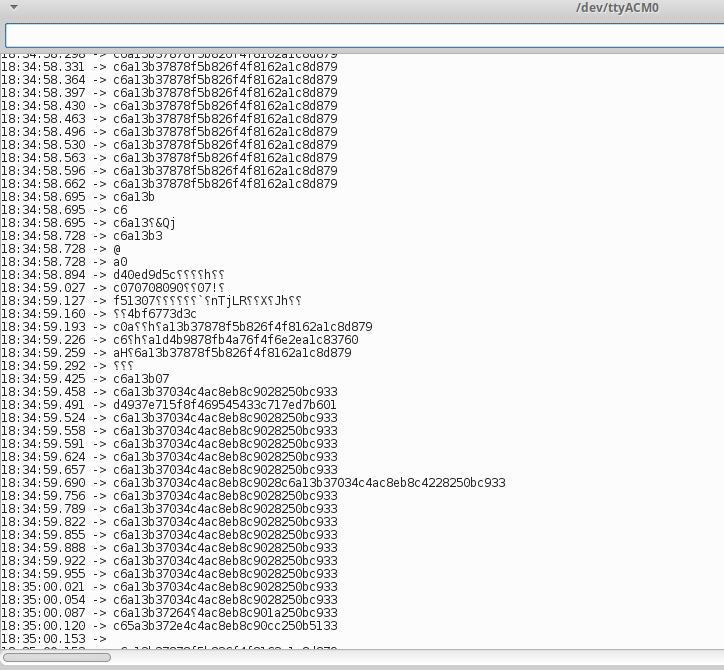 /dev/ttyACM0
18:34:58.298 -> c6a13b37878f5b826f4f8162a1c8d879
18:34:58.331 -> c6a13b37878f5b826f4f8162a1c8d879
18:34:58.364 -> c6a13b37878f5b826f4f8162a1c8d879
18:34:58.397 -> c6a13b37878f5b826f4f8162a1c8d879
18:34:58.430 -> c6a13b37878f5b826f4f8162a1c8d879
18:34:58.463 -> c6a13b37878f5b826f4f8162a1c8d879
18:34:58.496 -> c6a13b37878f5b826f4f8162a1c8d879
18:34:58.530 -> c6a13b37878f5b826f4f8162a1c8d879
18:34:58.563 -> c6a13b37878f5b826f4f8162a1c8d879
18:34:58.596 -> c6a13b37878f5b826f4f8162a1c8d879
18:34:58.662 -> c6a13b37878f5b826f4f8162a1c8d879
18:34:58.695 -> c6a13b
18:34:58.695 -> c6
18:34:58.695 -> c6a13⸮&Qj
18:34:58.728 -> c6a13b3
18:34:58.728 -> @
18:34:58.728 -> a0
18:34:58.894 -> d40ed9d5c⸮⸮⸮⸮h⸮⸮
18:34:59.027 -> c070708090⸮⸮07!⸮
18:34:59.127 -> f51307⸮⸮⸮⸮⸮⸮`⸮nTjLR⸮⸮X⸮Jh⸮⸮
18:34:59.160 -> ⸮⸮4bf6773d3c
18:34:59.193 -> c0a⸮⸮h⸮a13b37878f5b826f4f8162a1c8d879
18:34:59.226 -> c6⸮h⸮a1d4b9878fb4a76f4f6e2ea1c83760
18:34:59.259 -> aH⸮6a13b37878f5b826f4f8162a1c8d879
18:34:59.292 -> ⸮⸮⸮
18:34:59.425 -> c6a13b07
18:34:59.458 -> c6a13b37034c4ac8eb8c9028250bc933
18:34:59.491 -> d4937e715f8f469545433c717ed7b601
18:34:59.524 -> c6a13b37034c4ac8eb8c9028250bc933
18:34:59.558 -> c6a13b37034c4ac8eb8c9028250bc933
18:34:59.591 -> c6a13b37034c4ac8eb8c9028250bc933
18:34:59.624 -> c6a13b37034c4ac8eb8c9028250bc933
18:34:59.657 -> c6a13b37034c4ac8eb8c9028250bc933
18:34:59.690 -> c6a13b37034c4ac8eb8c9028c6a13b37034c4ac8eb8c4228250bc933
18:34:59.756 -> c6a13b37034c4ac8eb8c9028250bc933
18:34:59.789 -> c6a13b37034c4ac8eb8c9028250bc933
18:34:59.822 -> c6a13b37034c4ac8eb8c9028250bc933
18:34:59.855 -> c6a13b37034c4ac8eb8c9028250bc933
18:34:59.888 -> c6a13b37034c4ac8eb8c9028250bc933
18:34:59.922 -> c6a13b37034c4ac8eb8c9028250bc933
18:34:59.955 -> c6a13b37034c4ac8eb8c9028250bc933
18:35:00.021 -> c6a13b37034c4ac8eb8c9028250bc933
18:35:00.054 -> c6a13b37034c4ac8eb8c9028250bc933
18:35:00.087 -> c6a13b37264⸮4ac8eb8c901a250bc933
18:35:00.120 -> c65a3b372e4c4ac8eb8c90cc250b5133
18:35:00.153 ->